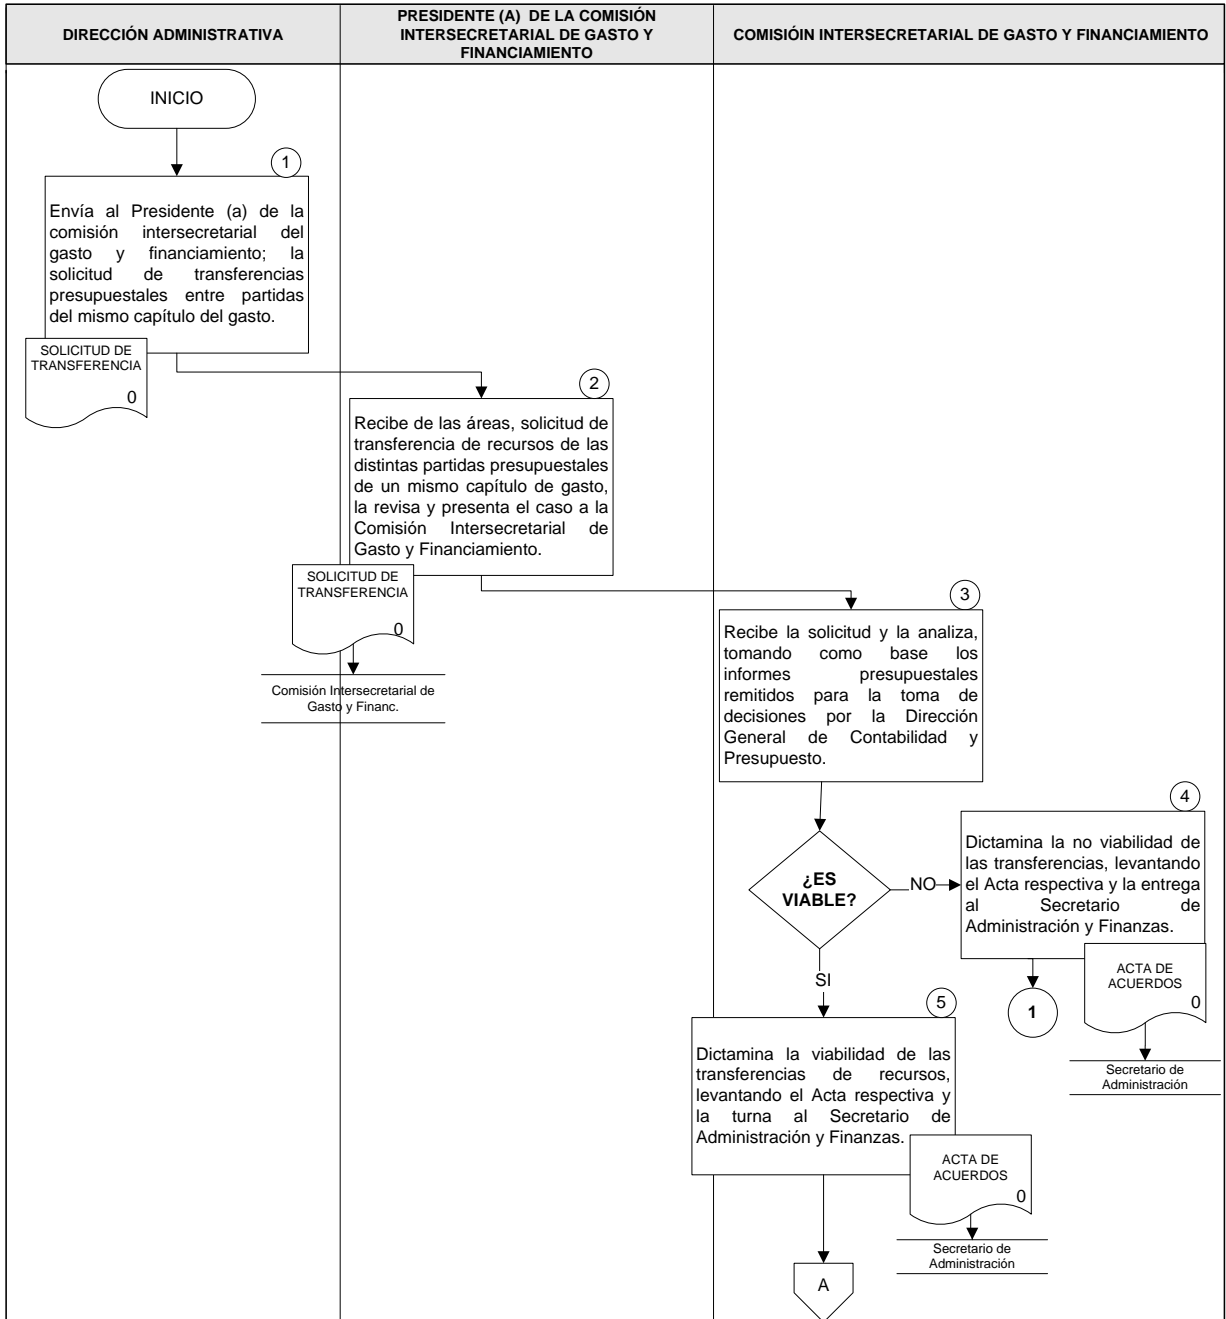 DIRECCIÓN ADMINISTRATIVA
PRESIDENTE (A) DE LA COMISIÓN
INTERSECRETARIAL DE GASTO Y
FINANCIAMIENTO
COMISIÓIN INTERSECRETARIAL DE GASTO Y FINANCIAMIENTO
INICIO
1
Envía al Presidente (a) de la
comisión intersecretarial del
gasto y financiamiento; la
solicitud de transferencias
presupuestales entre partidas
del mismo capítulo del gasto.
SOLICITUD DE
TRANSFERENCIA
0
2
Recibe de las áreas, solicitud de
transferencia de recursos de las
distintas partidas presupuestales
de un mismo capítulo de gasto,
la revisa y presenta el caso a la
Comisión Intersecretarial de
Gasto y Financiamiento.
SOLICITUD DE
TRANSFERENCIA
0
Comisión Intersecretarial de
Gasto y Financ.
3
Recibe la solicitud y la analiza,
tomando como base los
informes presupuestales
remitidos para la toma de
decisiones por la Dirección
General de Contabilidad y
Presupuesto.
¿ES
VIABLE?
NO
4
Dictamina la no viabilidad de
las transferencias, levantando
el Acta respectiva y la entrega
al Secretario de
Administración y Finanzas.
ACTA DE
ACUERDOS
0
1
Secretario de
Administración
SI
5
Dictamina la viabilidad de las
transferencias de recursos,
levantando el Acta respectiva y
la turna al Secretario de
Administración y Finanzas.
ACTA DE
ACUERDOS
0
Secretario de
Administración
A